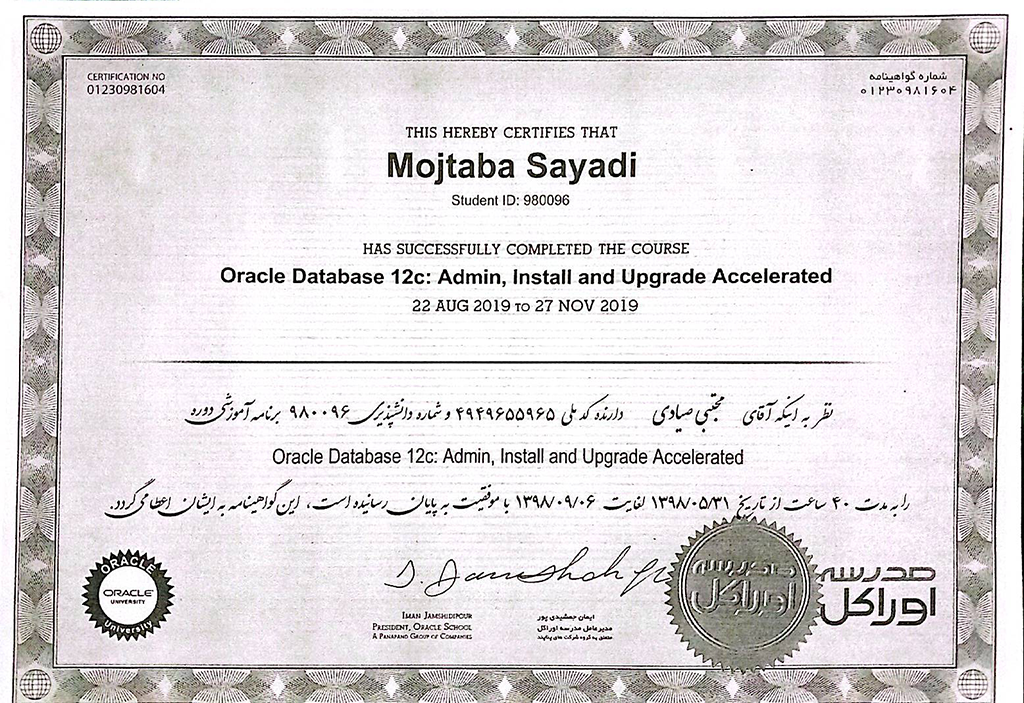 CERTIFICATION NO
01230981604
شماره گواهینامه
۰۱۲۳۰۹۸۱۶۰۴
THIS HEREBY CERTIFIES THAT
Mojtaba Sayadi
Student ID: 980096
HAS SUCCESSFULLY COMPLETED THE COURSE
Oracle Database 12c: Admin, Install and Upgrade Accelerated
22 AUG 2019 TO 27 NOV 2019
نظر به اینکه آقای مجتبی صیادی دارنده کد ملی ۴۹۴۹۶۵۵۹۶۵ و شماره دانشپذیری ۹۸۰۰۹۶ برنامه آموزشی دوره
Oracle Database 12c: Admin, Install and Upgrade Accelerated
را به مدت ۴۰ ساعت از تاریخ ۱۳۹۸/۰۵/۳۱ لغایت ۱۳۹۸/۰۹/۰۶ با موفقیت به پایان رسانیده است، این گواهینامه به ایشان اعطا می گردد.
ORACLE
ORACLE
UNIVERSITY
University
IMAN JAMSHIDIPOUR
PRESIDENT, ORACLE SCHOOL
A PANAPAND GROUP OF COMPANIES
ایمان جمشیدی پور
مدیرعامل مدرسه اوراکل
متعلق به گروه شرکت های پناپند
مدرسه
اوراکل
مدرسه
اوراکل